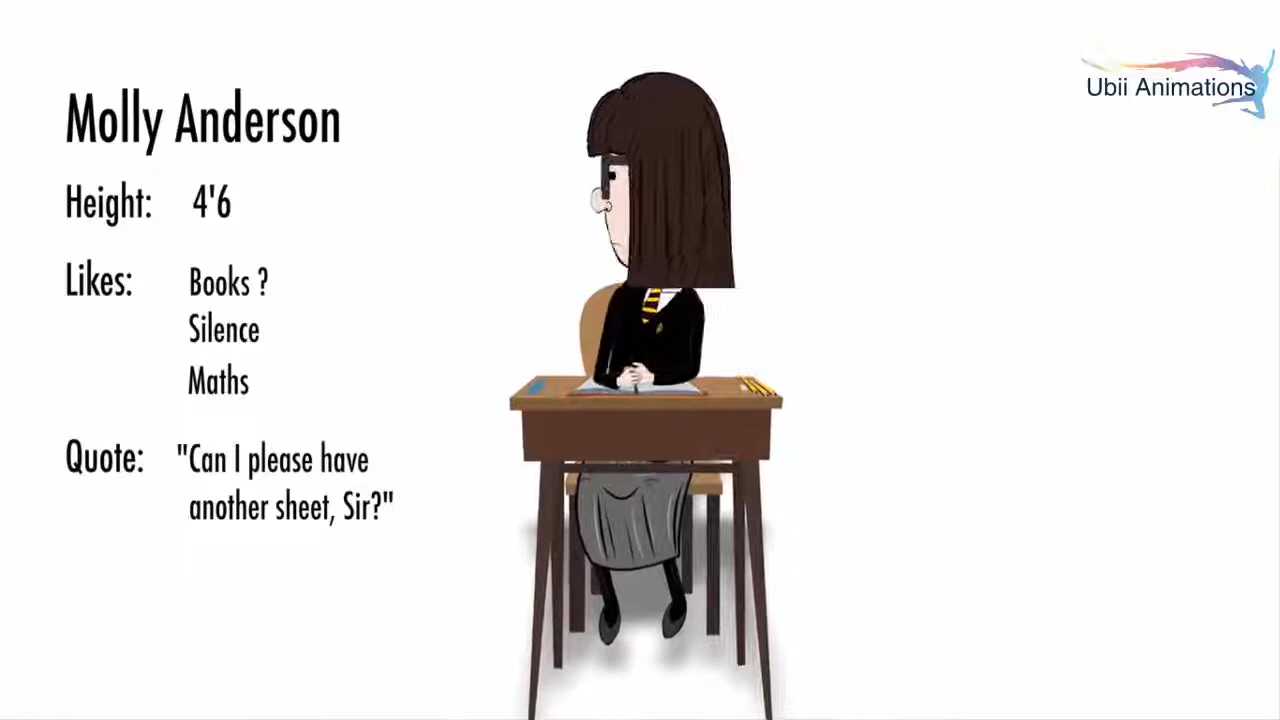 Molly Anderson
Height: 4'6
Likes: Books ?
Silence
Maths
Quote: "Can I please have
another sheet, Sir?"
Ubii Animations